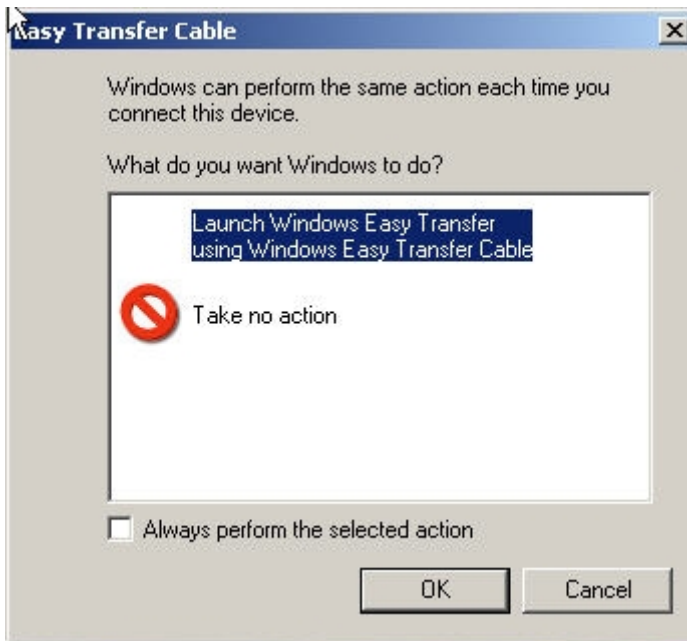 Easy Transfer Cable
Windows can perform the same action each time you
connect this device.
What do you want Windows to do?
Launch Windows Easy Transfer
using Windows Easy Transfer Cable
Take no action
Always perform the selected action
OK
Cancel